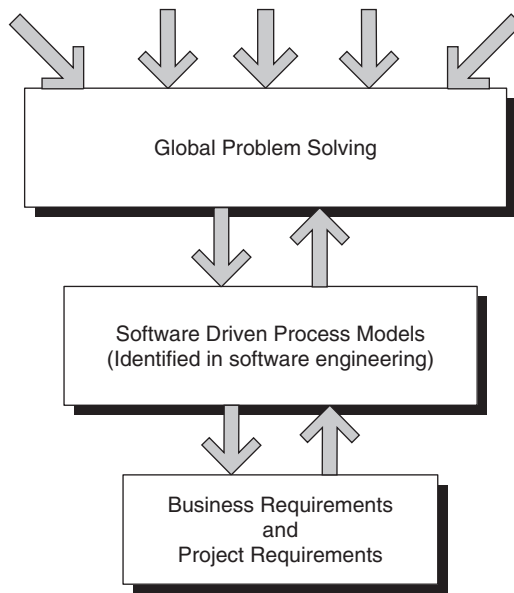 Global Problem Solving
Software Driven Process Models
(Identified in software engineering)
Business Requirements
and
Project Requirements